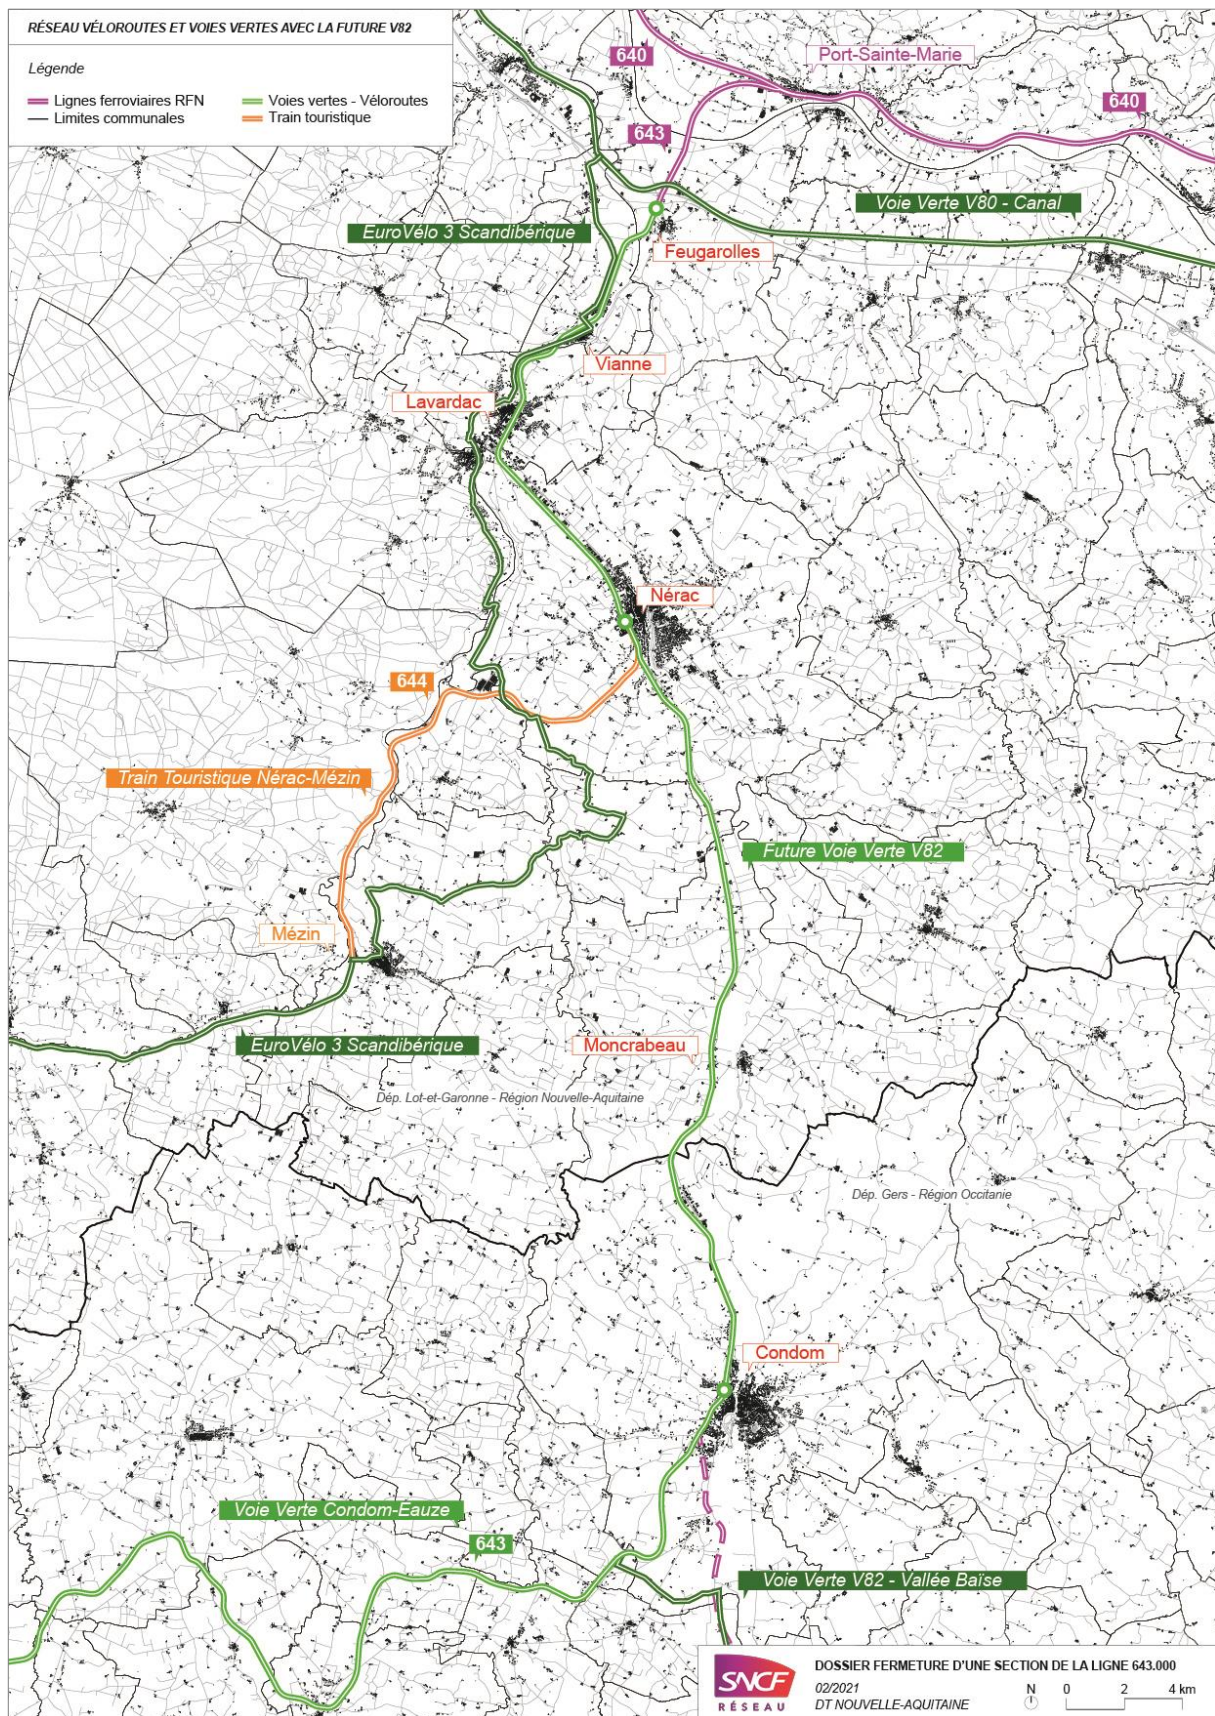 RÉSEAU VÉLOROUTES ET VOIES VERTES AVEC LA FUTURE V82
Légende
Lignes ferroviaires RFN
Voies vertes - Véloroutes
Limites communales
Train touristique
640
Port-Sainte-Marie
640
643
Voie Verte V80 - Canal
EuroVélo 3 Scandibérique
Feugarolles
Vianne
Lavardac
Nérac
644
Train Touristique Nérac-Mézin
Future Voie Verte V82
Mézin
EuroVélo 3 Scandibérique
Moncrabeau
Dép. Lot-et-Garonne - Région Nouvelle-Aquitaine
Dép. Gers - Région Occitanie
Condom
Voie Verte Condom-Eauze
643
Voie Verte V82 - Vallée Baïse
SNCF
RÉSEAU
DOSSIER FERMETURE D'UNE SECTION DE LA LIGNE 643.000
02/2021
DT NOUVELLE-AQUITAINE
N
0 2 4 km